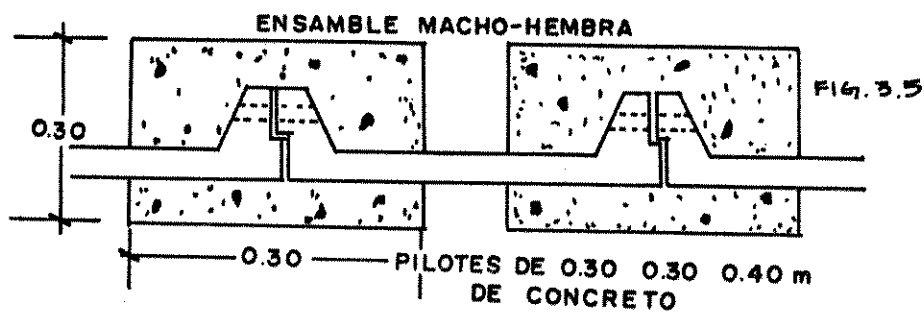 ENSAMBLE MACHO-HEMBRA
FIG. 3.5
0.30
0.30 PILOTES DE 0.30 0.30 0.40 m
DE CONCRETO